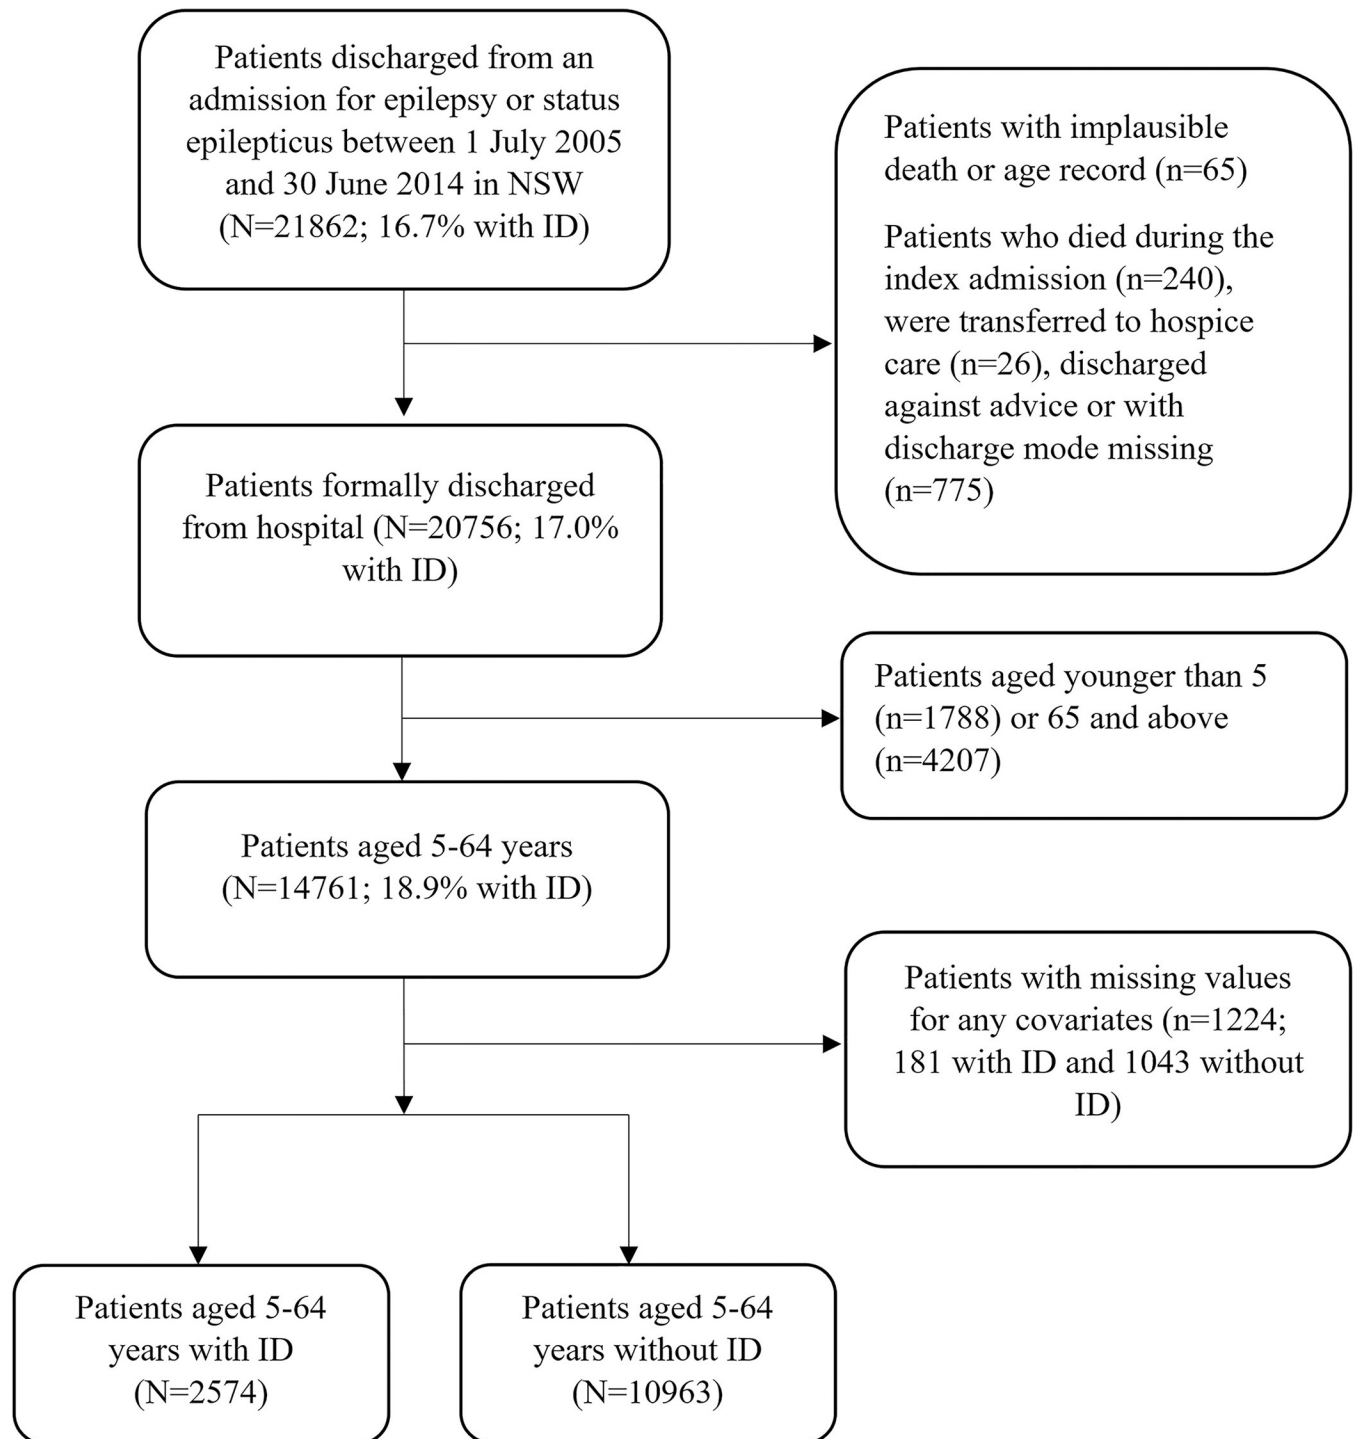 Patients discharged from an
admission for epilepsy or status
epilepticus between 1 July 2005
and 30 June 2014 in NSW
(N=21862; 16.7% with ID)
Patients with implausible
death or age record (n=65)
Patients who died during the
index admission (n=240),
were transferred to hospice
care (n=26), discharged
against advice or with
discharge mode missing
(n=775)
Patients formally discharged
from hospital (N=20756; 17.0%
with ID)
Patients aged younger than 5
(n=1788) or 65 and above
(n=4207)
Patients aged 5-64 years
(N=14761; 18.9% with ID)
Patients with missing values
for any covariates (n=1224;
181 with ID and 1043 without
ID)
Patients aged 5-64
years with ID
(N=2574)
Patients aged 5-64
years without ID
(N=10963)